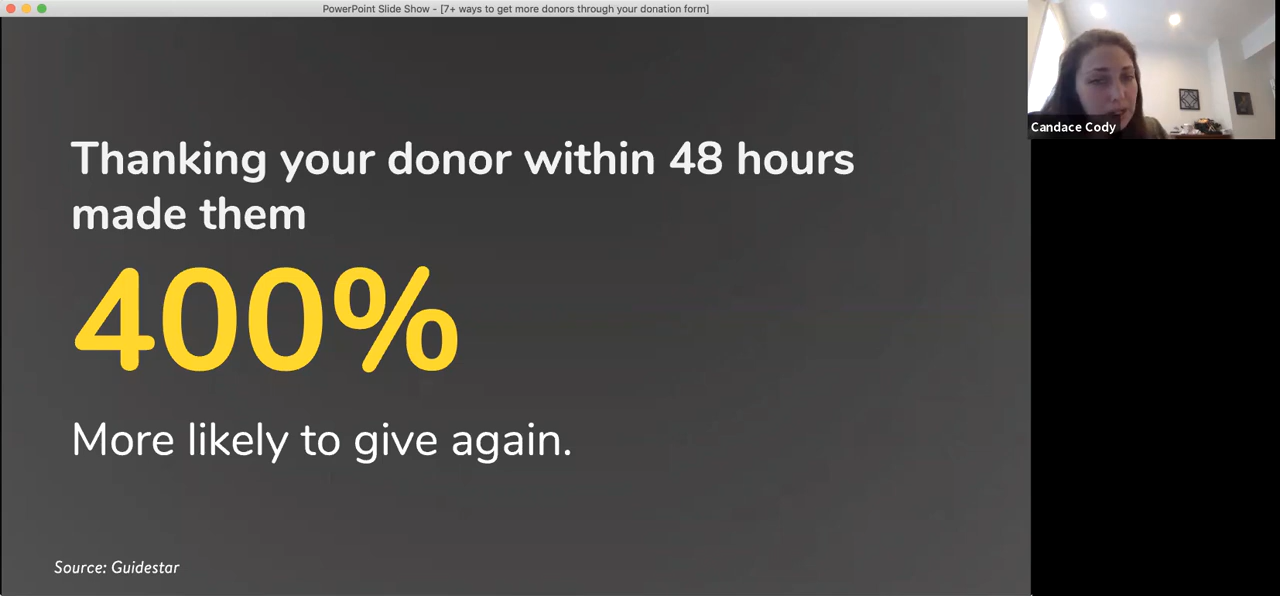 PowerPoint Slide Show - [7+ ways to get more donors through your donation form]
Candace Cody
Thanking your donor within 48 hours
made them
400%
More likely to give again.
Source: Guidestar